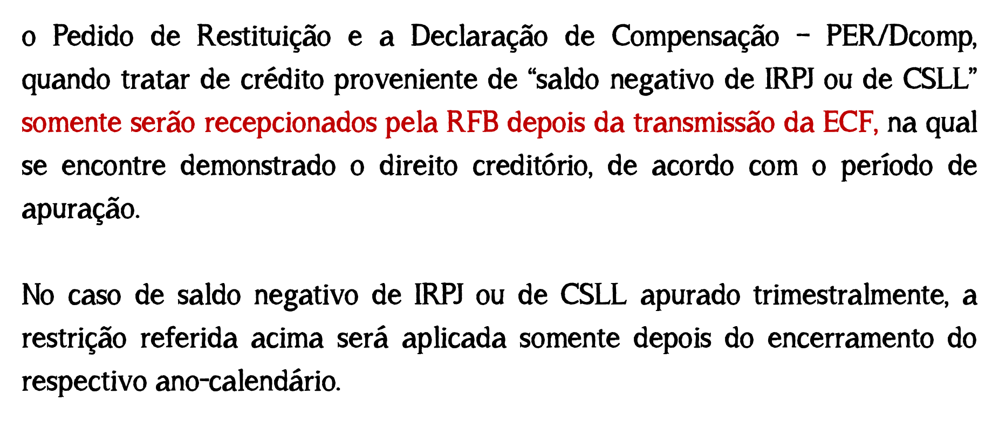 o Pedido de Restituição e a Declaração de Compensação – PER/Dcomp,
quando tratar de crédito proveniente de “saldo negativo de IRPJ ou de CSLL”
somente serão recepcionados pela RFB depois da transmissão da ECF, na qual
se encontre demonstrado o direito creditório, de acordo com o período de
apuração.
No caso de saldo negativo de IRPJ ou de CSLL apurado trimestralmente, a
restrição referida acima será aplicada somente depois do encerramento do
respectivo ano-calendário.